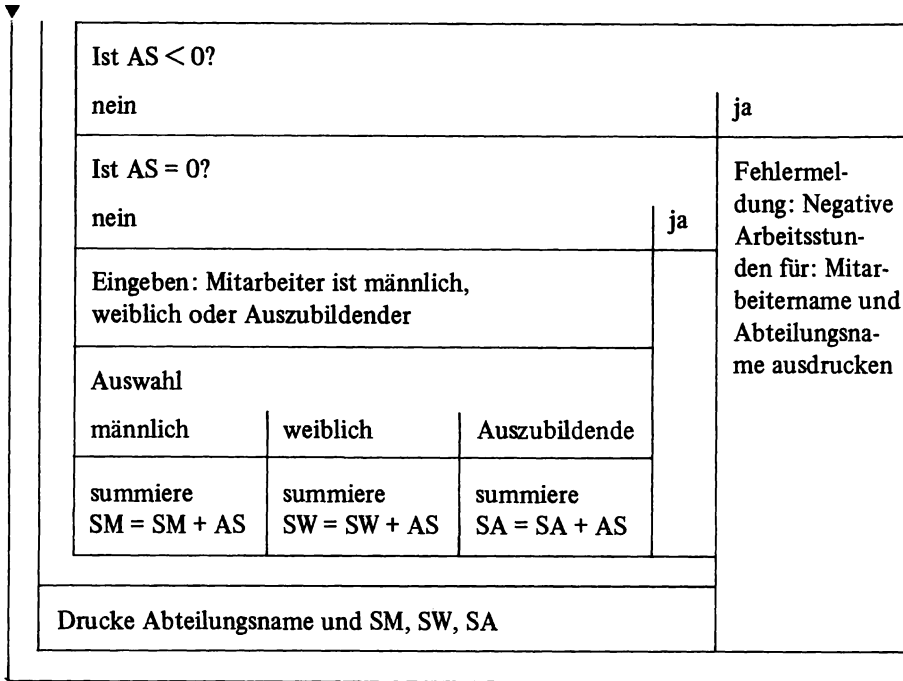 Ist AS < 0?
nein
ja
Ist AS = 0?
nein
ja
Fehlermel-
dung: Negative
Arbeitsstun-
den für: Mitar-
beitername und
Abteilungsna-
me ausdrucken
Eingeben: Mitarbeiter ist männlich,
weiblich oder Auszubildender
Auswahl
männlich
weiblich
Auszubildende
summiere
SM = SM + AS
summiere
SW = SW + AS
summiere
SA = SA + AS
Drucke Abteilungsname und SM, SW, SA